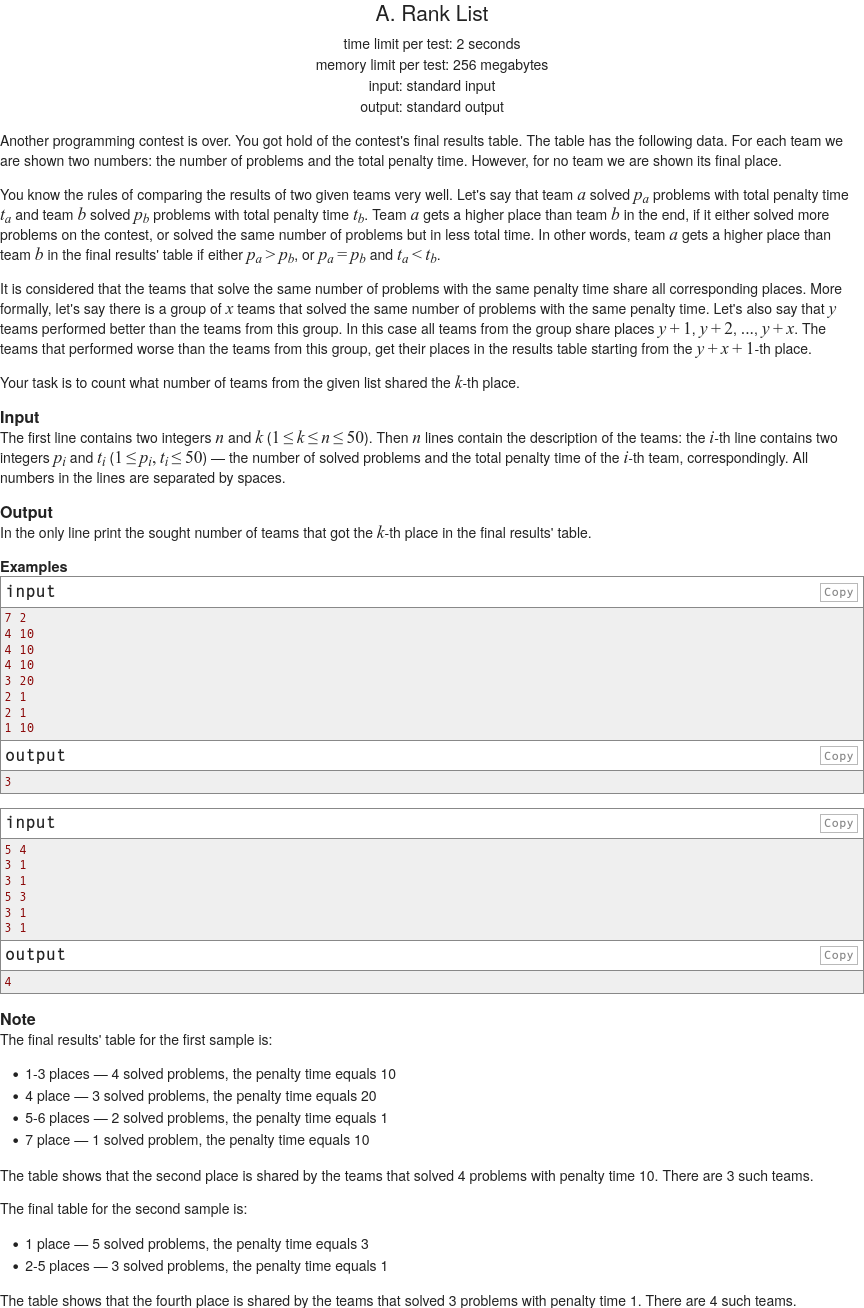 A. Rank List
time limit per test: 2 seconds
memory limit per test: 256 megabytes
input: standard input
output: standard output
Another programming contest is over. You got hold of the contest's final results table. The table has the following data. For each team we
are shown two numbers: the number of problems and the total penalty time. However, for no team we are shown its final place.
You know the rules of comparing the results of two given teams very well. Let's say that team a solved p_a problems with total penalty time
t_a and team b solved p_b problems with total penalty time t_b. Team a gets a higher place than team b in the end, if it either solved more
problems on the contest, or solved the same number of problems but in less total time. In other words, team a gets a higher place than
team b in the final results' table if either p_a > p_b, or p_a = p_b and t_a < t_b.
It is considered that the teams that solve the same number of problems with the same penalty time share all corresponding places. More
formally, let's say there is a group of x teams that solved the same number of problems with the same penalty time. Let's also say that y
teams performed better than the teams from this group. In this case all teams from the group share places y + 1, y + 2, ..., y + x. The
teams that performed worse than the teams from this group, get their places in the results table starting from the y + x + 1-th place.
Your task is to count what number of teams from the given list shared the k-th place.
Input
The first line contains two integers n and k (1 ≤ k ≤ n ≤ 50). Then n lines contain the description of the teams: the i-th line contains two
integers p_i and t_i (1 ≤ p_i, t_i ≤ 50) — the number of solved problems and the total penalty time of the i-th team, correspondingly. All
numbers in the lines are separated by spaces.
Output
In the only line print the sought number of teams that got the k-th place in the final results' table.
Examples
input Copy
7 2
4 10
4 10
4 10
3 20
2 1
2 1
1 10
output Copy
3
input Copy
5 4
3 1
3 1
5 3
3 1
3 1
output Copy
4
Note
The final results' table for the first sample is:
• 1-3 places — 4 solved problems, the penalty time equals 10
• 4 place — 3 solved problems, the penalty time equals 20
• 5-6 places — 2 solved problems, the penalty time equals 1
• 7 place — 1 solved problem, the penalty time equals 10
The table shows that the second place is shared by the teams that solved 4 problems with penalty time 10. There are 3 such teams.
The final table for the second sample is:
• 1 place — 5 solved problems, the penalty time equals 3
• 2-5 places — 3 solved problems, the penalty time equals 1
The table shows that the fourth place is shared by the teams that solved 3 problems with penalty time 1. There are 4 such teams.